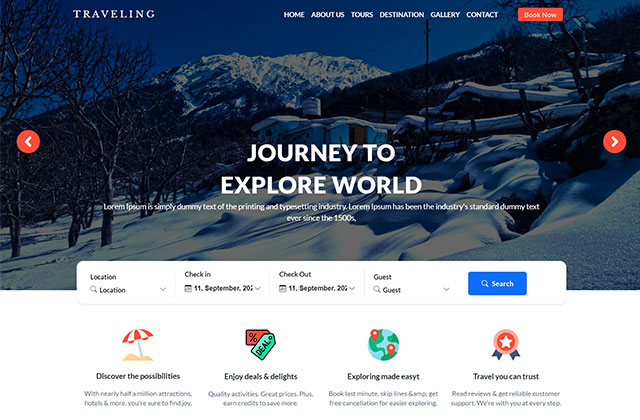 TRAVELING
HOME ABOUT US TOURS DESTINATION GALLERY CONTACT Book Now
JOURNEY TO
EXPLORE WORLD
Lorem Ipsum is simply dummy text of the printing and typesetting industry. Lorem Ipsum has been the industry's standard dummy text
ever since the 1500s,
Location Check in Check Out Guest
Location 11, September, 202 11, September, 202 Guest Search
Discover the possibilities
With nearly half a million attractions,
hotels & more, you're sure to find joy.
Enjoy deals & delights
Quality activities. Great prices. Plus,
earn credits to save more.
Exploring made easyt
Book last minute, skip lines &amp; get
free cancellation for easier exploring.
Travel you can trust
Read reviews & get reliable customer
support. We're with you at every step.